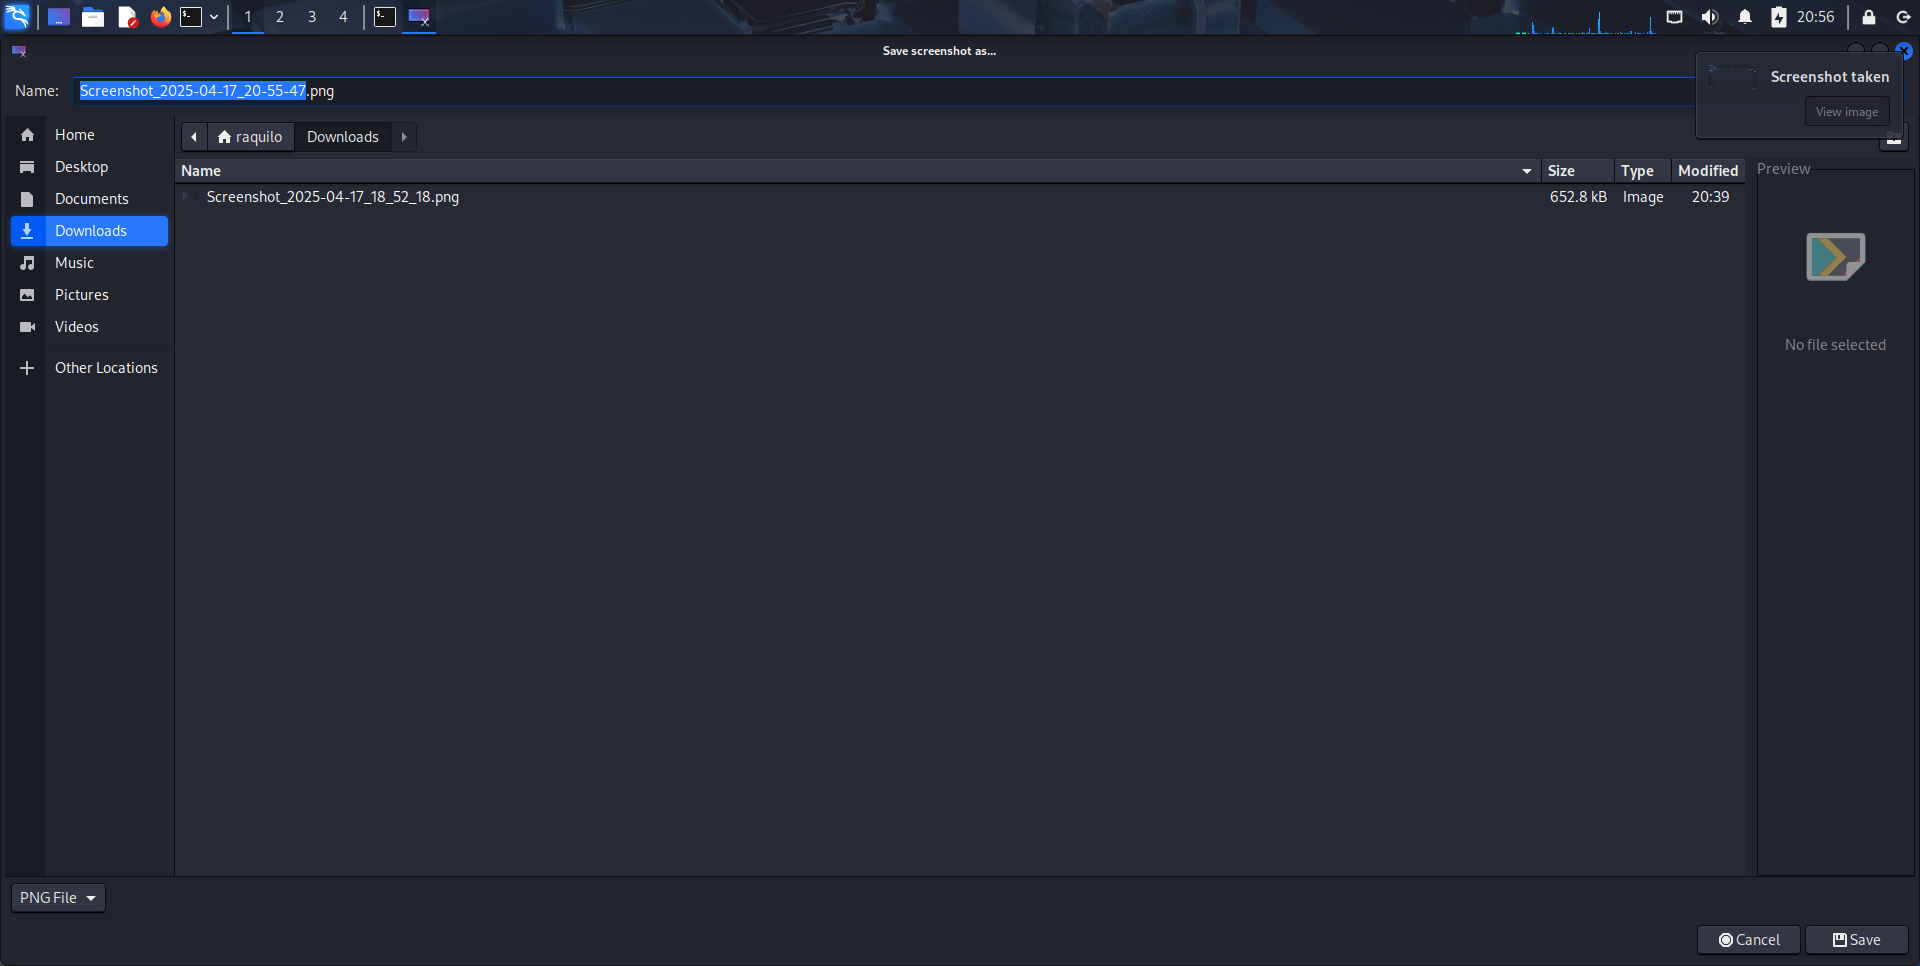 1 2 3 4 20:56
Save screenshot as...
Name: Screenshot_2025-04-17_20-55-47.png
Screenshot taken
View image
Home
Desktop
Documents
Downloads
Music
Pictures
Videos
Other Locations
raquilo Downloads
Name Size Type Modified
Screenshot_2025-04-17_18_52_18.png 652.8 kB Image 20:39
Preview
No file selected
PNG File
Cancel Save